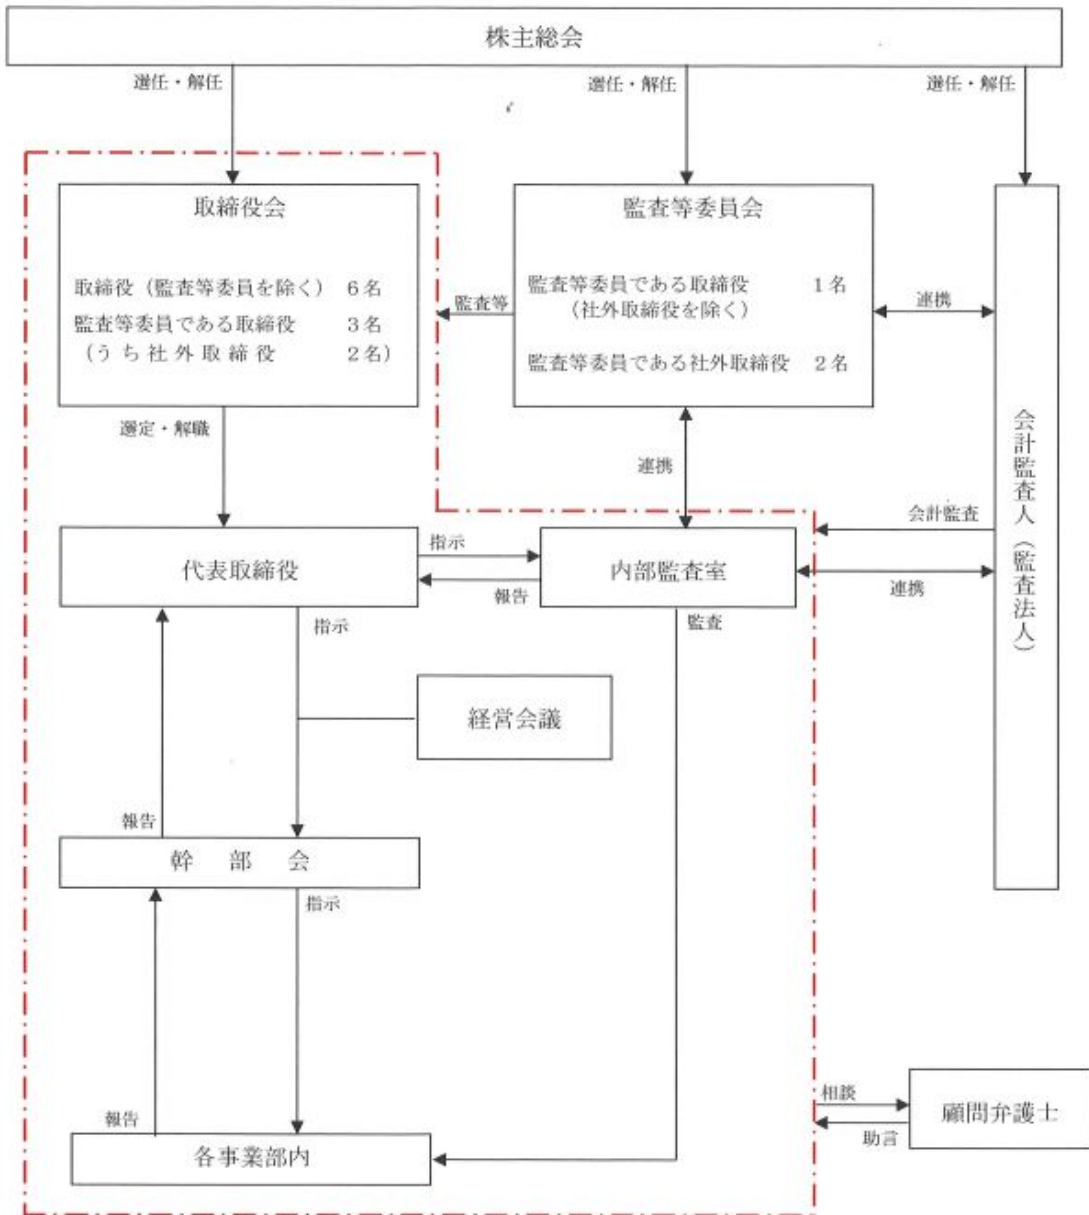 株主総会
選任・解任
選任・解任
選任・解任
取締役会
取締役（監査等委員を除く） 6名
監査等委員である取締役 3名
（うち社外取締役 2名）
監査等
監査等委員会
監査等委員である取締役 1名
（社外取締役を除く）
監査等委員である社外取締役 2名
連携
会計監査人（監査法人）
選定・解職
連携
会計監査
代表取締役
指示
報告
内部監査室
連携
指示
監査
経営会議
報告
幹部会
指示
相談
助言
顧問弁護士
報告
各事業部内